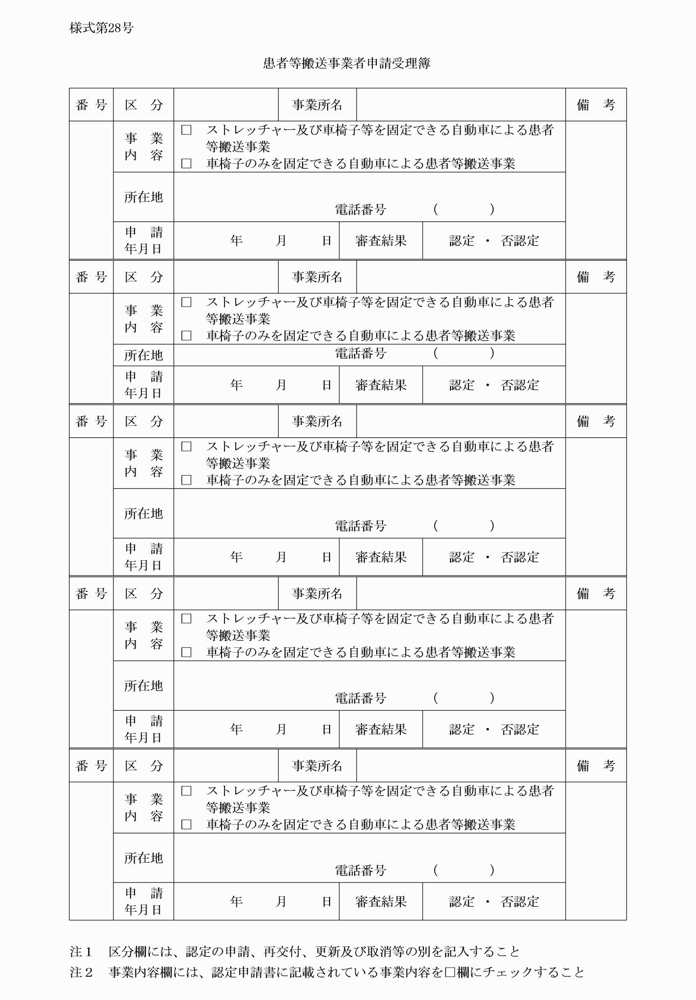 様式第28号
患者等搬送事業者申請受理簿
番 号 区　分 事業所名 備　考
事　業
内　容
□　ストレッチャー及び車椅子等を固定できる自動車による患者
等搬送事業
□　車椅子のみを固定できる自動車による患者等搬送事業
所在地
電話番号　　　（　　　　）
申　請
年月日
年　　月　　日 審査結果 認定 ・ 否認定
番 号 区　分 事業所名 備　考
事　業
内　容
□　ストレッチャー及び車椅子等を固定できる自動車による患者
等搬送事業
□　車椅子のみを固定できる自動車による患者等搬送事業
所在地
電話番号　　　（　　　　）
申　請
年月日
年　　月　　日 審査結果 認定 ・ 否認定
番 号 区　分 事業所名 備　考
事　業
内　容
□　ストレッチャー及び車椅子等を固定できる自動車による患者
等搬送事業
□　車椅子のみを固定できる自動車による患者等搬送事業
所在地
電話番号　　　（　　　　）
申　請
年月日
年　　月　　日 審査結果 認定 ・ 否認定
番 号 区　分 事業所名 備　考
事　業
内　容
□　ストレッチャー及び車椅子等を固定できる自動車による患者
等搬送事業
□　車椅子のみを固定できる自動車による患者等搬送事業
所在地
電話番号　　　（　　　　）
申　請
年月日
年　　月　　日 審査結果 認定 ・ 否認定
番 号 区　分 事業所名 備　考
事　業
内　容
□　ストレッチャー及び車椅子等を固定できる自動車による患者
等搬送事業
□　車椅子のみを固定できる自動車による患者等搬送事業
所在地
電話番号　　　（　　　　）
申　請
年月日
年　　月　　日 審査結果 認定 ・ 否認定
注１　区分欄には、認定の申請、再交付、更新及び取消等の別を記入すること
注２　事業内容欄には、認定申請書に記載されている事業内容を□欄にチェックすること